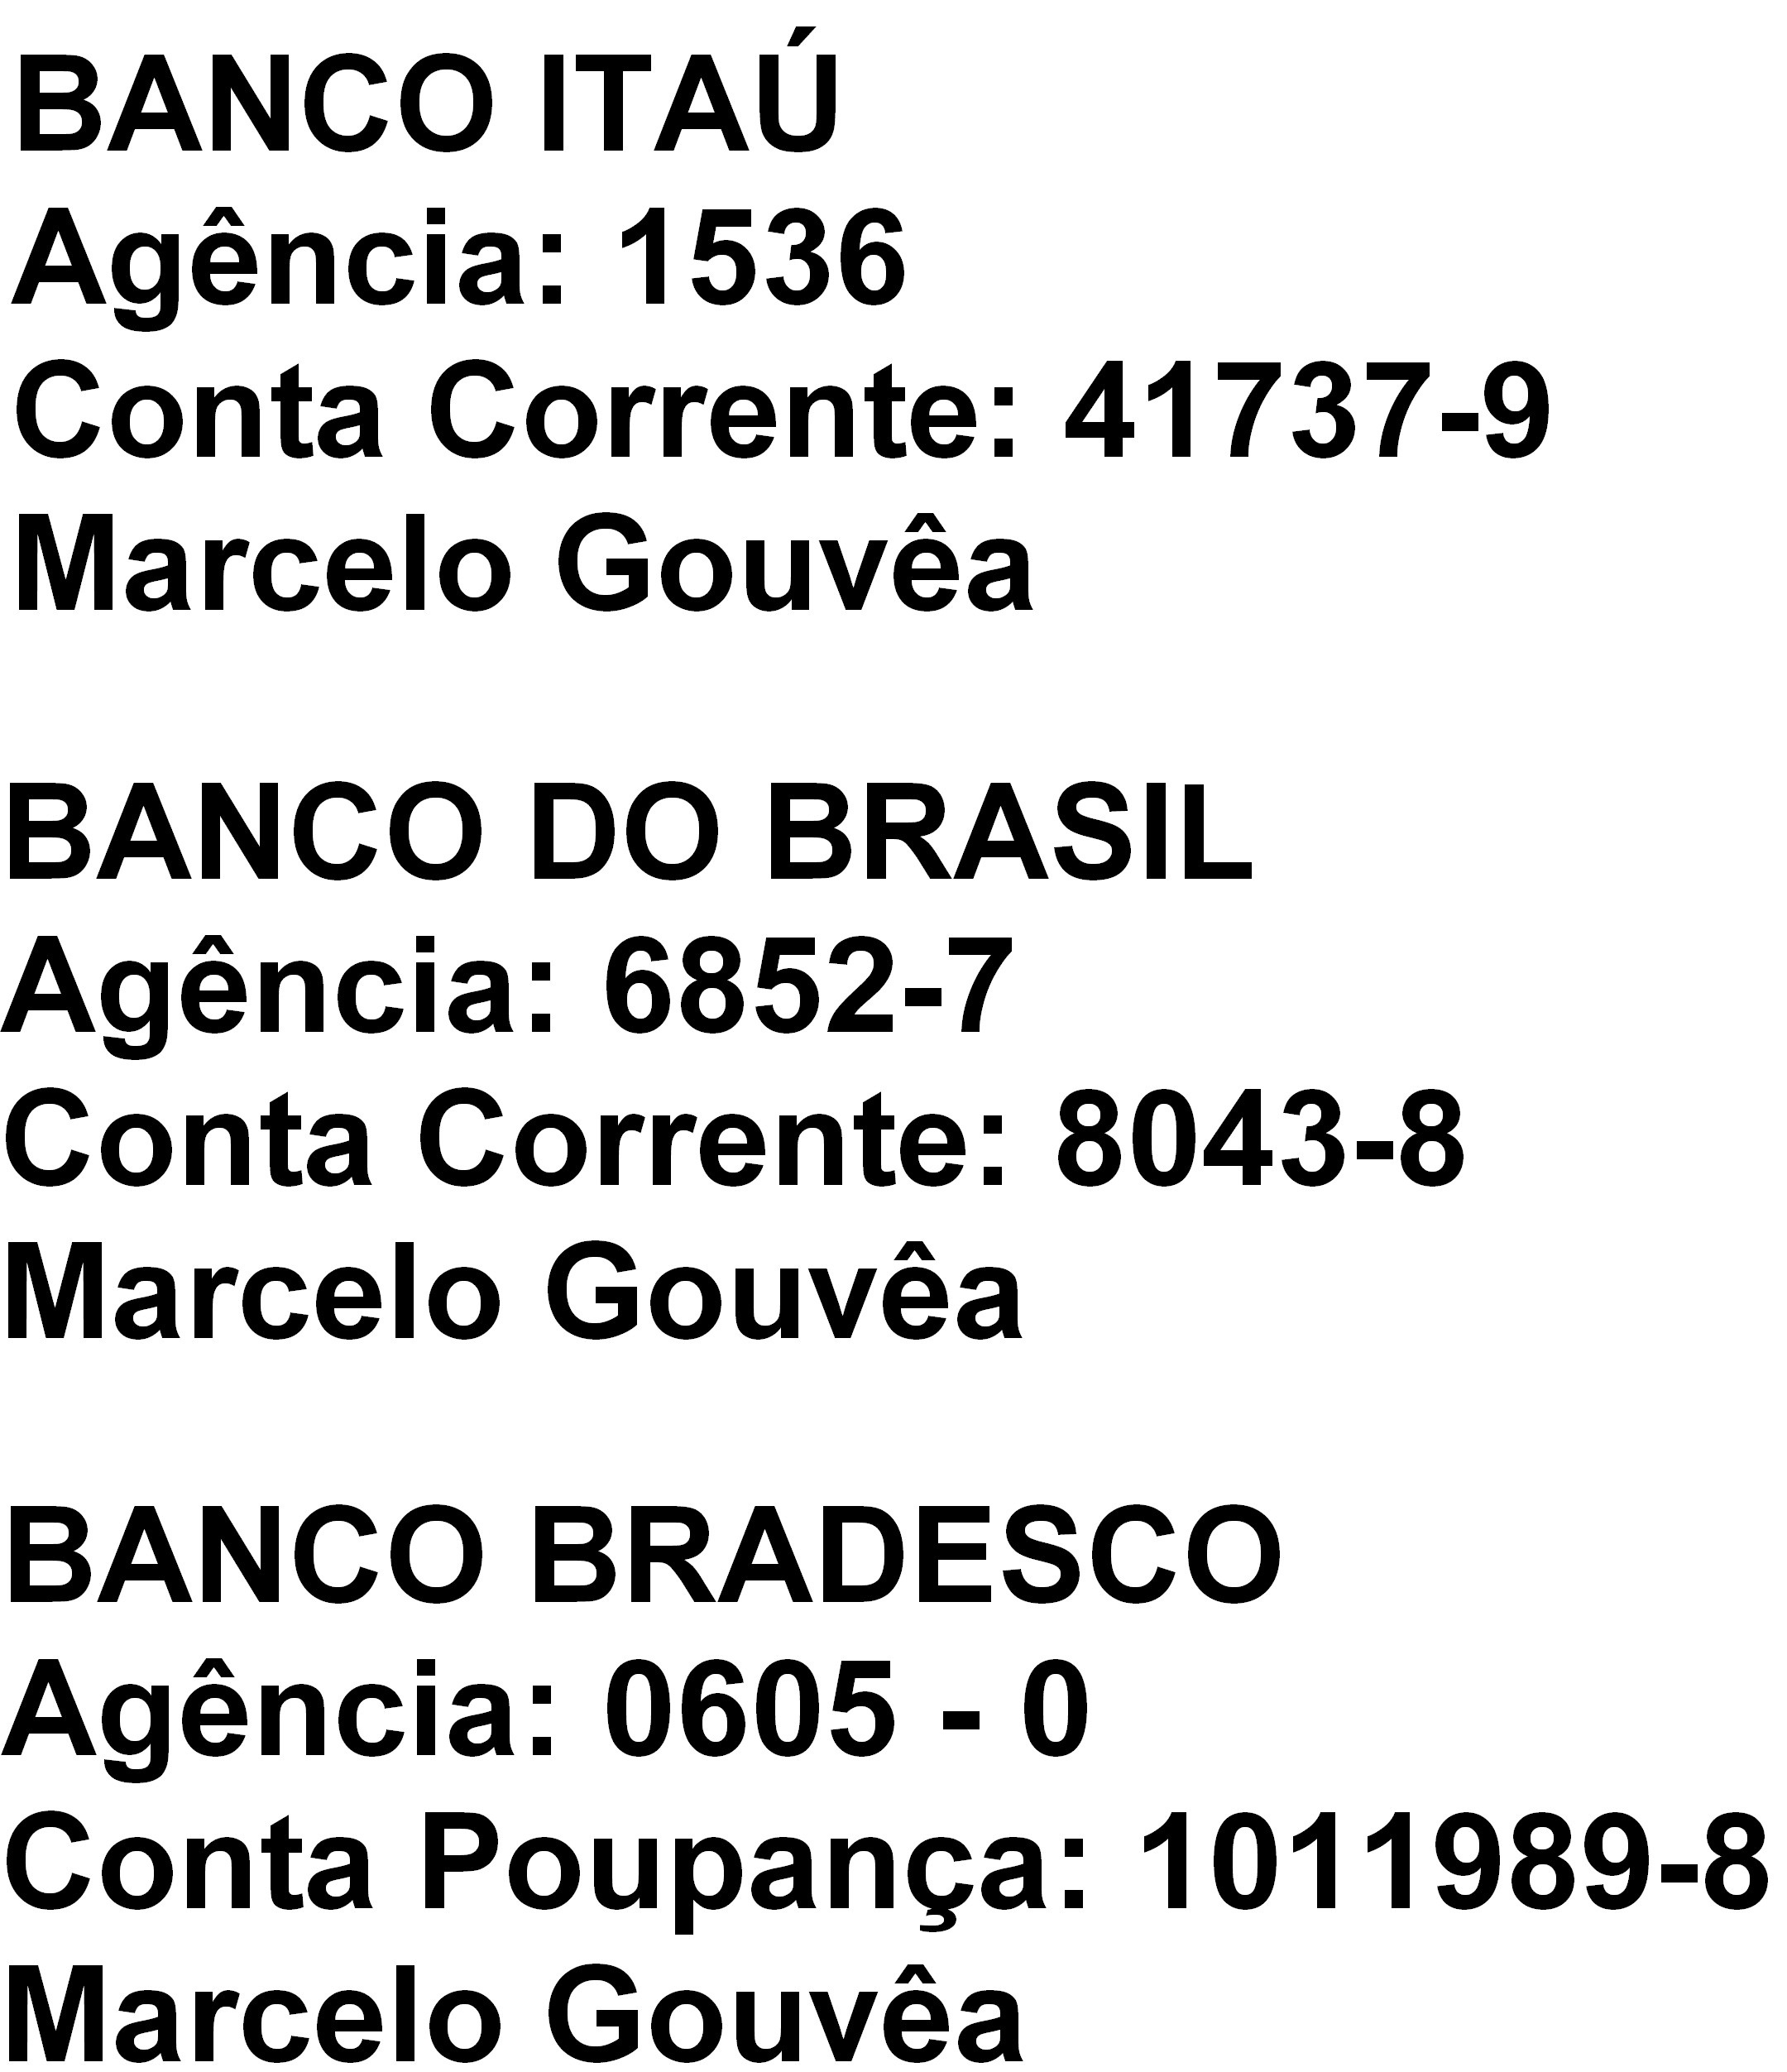 BANCO ITAÚ
Agência: 1536
Conta Corrente: 41737-9
Marcelo Gouvêa
BANCO DO BRASIL
Agência: 6852-7
Conta Corrente: 8043-8
Marcelo Gouvêa
BANCO BRADESCO
Agência: 0605 - 0
Conta Poupança: 1011989-8
Marcelo Gouvêa